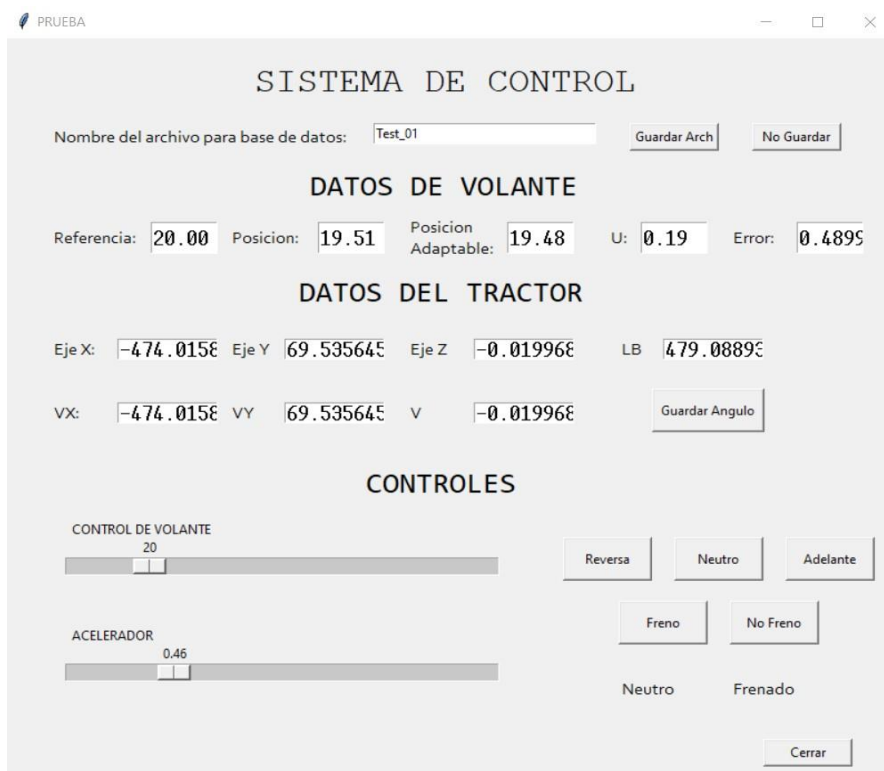 PRUEBA
SISTEMA DE CONTROL
Nombre del archivo para base de datos: Test_01 Guardar Arch No Guardar
DATOS DE VOLANTE
Referencia: 20.00 Posicion: 19.51 Posicion Adaptable: 19.48 U: 0.19 Error: 0.4899
DATOS DEL TRACTOR
Eje X: -474.0158 Eje Y 69.535645 Eje Z -0.019968 LB 479.08893
VX: -474.0158 VY 69.535645 V -0.019968 Guardar Angulo
CONTROLES
CONTROL DE VOLANTE
20
Reversa Neutro Adelante
Freno No Freno
ACELERADOR
0.46
Neutro Frenado
Cerrar